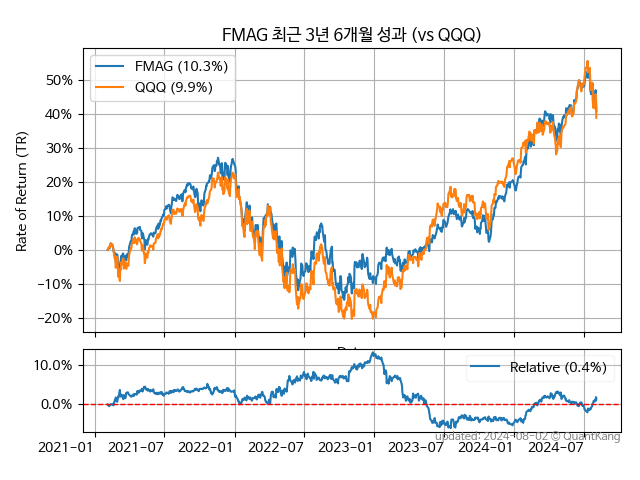 FMAG 최근 3년 6개월 성과 (vs QQQ)
FMAG (10.3%)
QQQ (9.9%)
Rate of Return (TR)
50%
40%
30%
20%
10%
0%
−10%
−20%
Relative (0.4%)
10.0%
0.0%
2021−01 2021−07 2022−01 2022−07 2023−01 2023−07 2024−01 2024−07
updated: 2024-08-02 © QuantKang